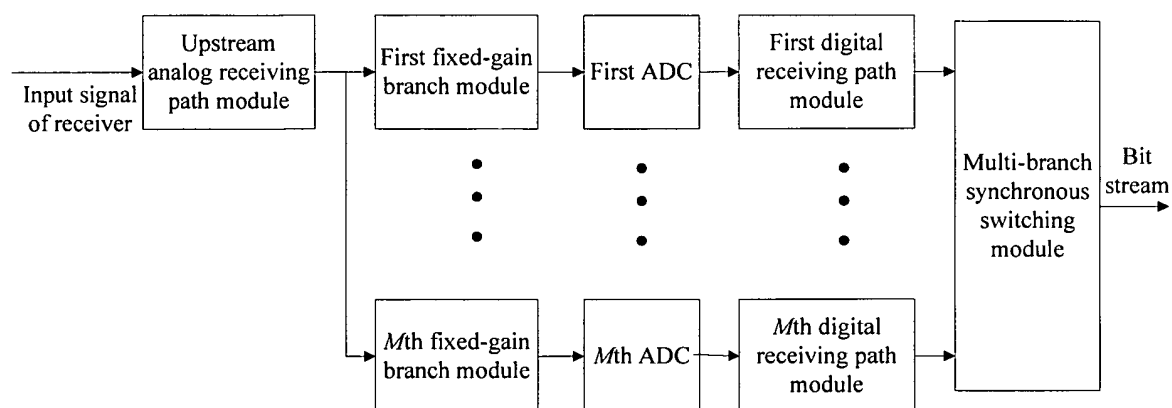 Input signal
of receiver
Upstream
analog receiving
path module
First fixed-gain
branch module
First ADC
First digital
receiving path
module
Mth fixed-gain
branch module
Mth ADC
Mth digital
receiving path
module
Multi-branch
synchronous
switching
module
Bit
stream